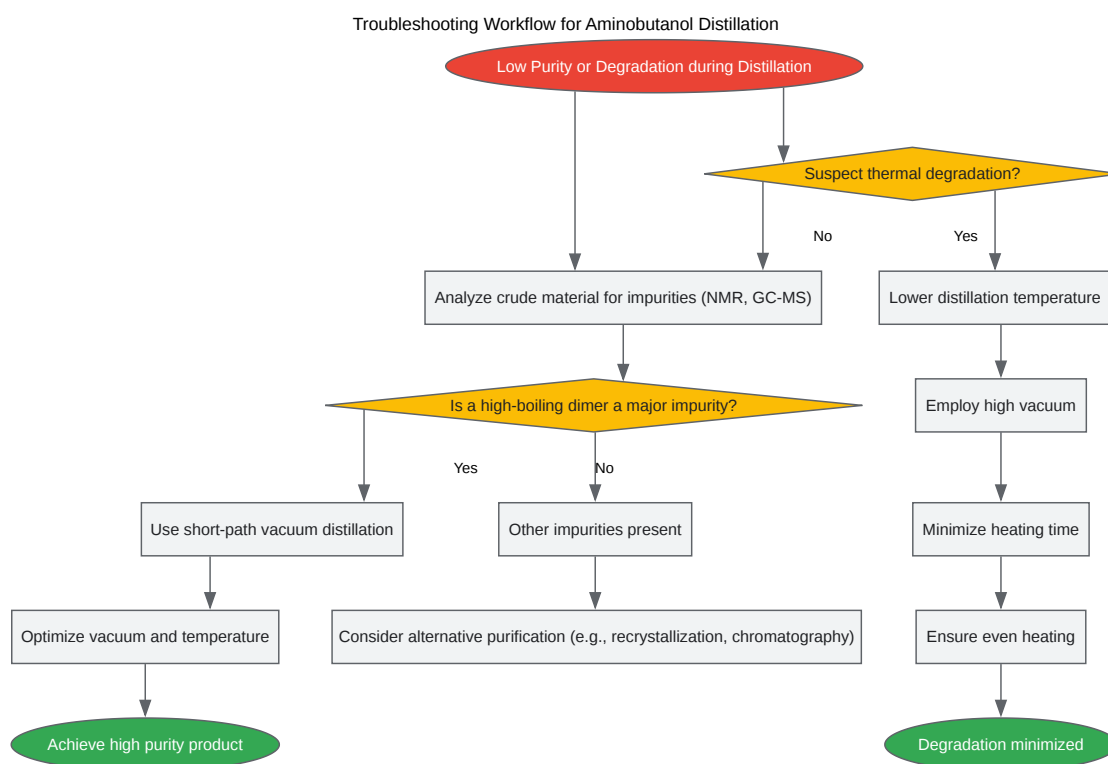 Troubleshooting Workflow for Aminobutanol Distillation
Low Purity or Degradation during Distillation
Suspect thermal degradation?
No
Yes
Analyze crude material for impurities (NMR, GC-MS)
Lower distillation temperature
Is a high-boiling dimer a major impurity?
Employ high vacuum
Yes
No
Use short-path vacuum distillation
Other impurities present
Minimize heating time
Optimize vacuum and temperature
Consider alternative purification (e.g., recrystallization, chromatography)
Ensure even heating
Achieve high purity product
Degradation minimized